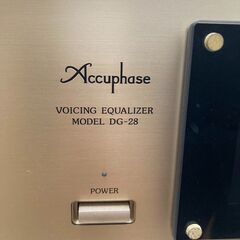 Accuphase
VOICING EQUALIZER
MODEL DG-28
POWER